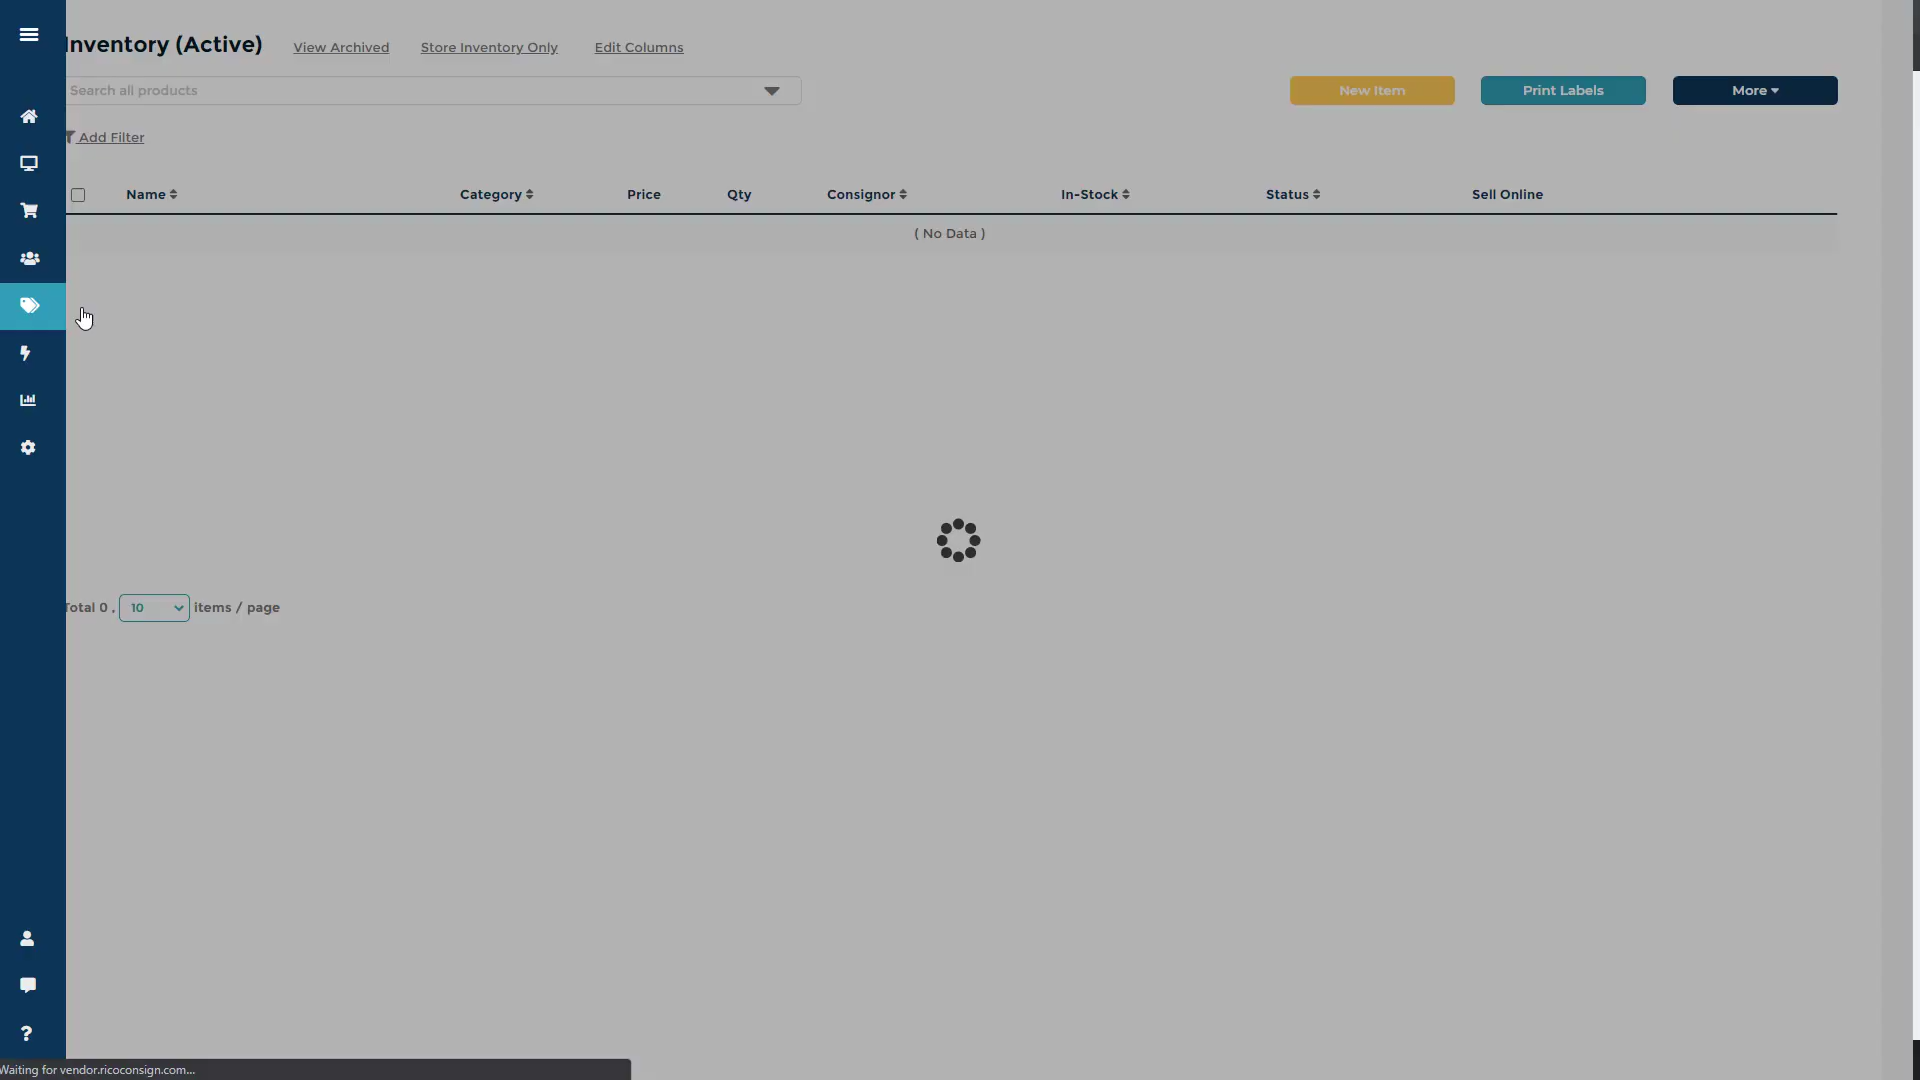 Inventory (Active) View Archived Store Inventory Only Edit Columns
Search all products New Item Print Labels More
Add Filter
Name Category Price Qty Consignor In-Stock Status Sell Online
( No Data )
Total 0 , 10 items / page
?
Waiting for vendor.ricoconsign.com...